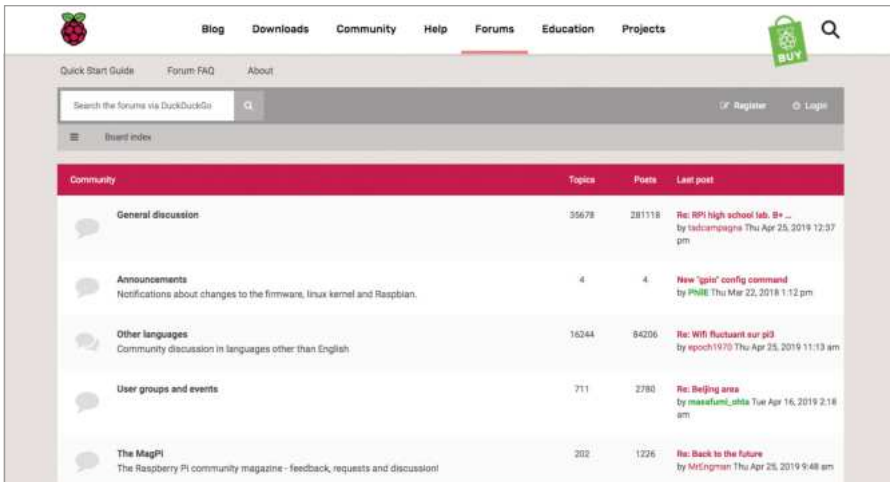 Blog Downloads Community Help Forums Education Projects
BUY
Quick Start Guide Forum FAQ About
Search the forums via DuckDuckGo Register Login
Board index
Community Topics Posts Last post
General discussion 35678 281118 Re: RPi high school lab. B+ ...
by tadcampagna Thu Apr 25, 2019 12:37
pm
Announcements 4 4 New "gpio" config command
Notifications about changes to the firmware, linux kernel and Raspbian. by PhilE Thu Mar 22, 2018 1:12 pm
Other languages 16244 84206 Re: Wifi fluctuant sur pi3
Community discussion in languages other than English by epoch1970 Thu Apr 25, 2019 11:13 am
User groups and events 711 2780 Re: Beijing area
by masafumi_ohta Tue Apr 16, 2019 2:18
am
The MagPi 202 1226 Re: Back to the future
The Raspberry Pi community magazine - feedback, requests and discussion! by MrEngman Thu Apr 25, 2019 9:48 am